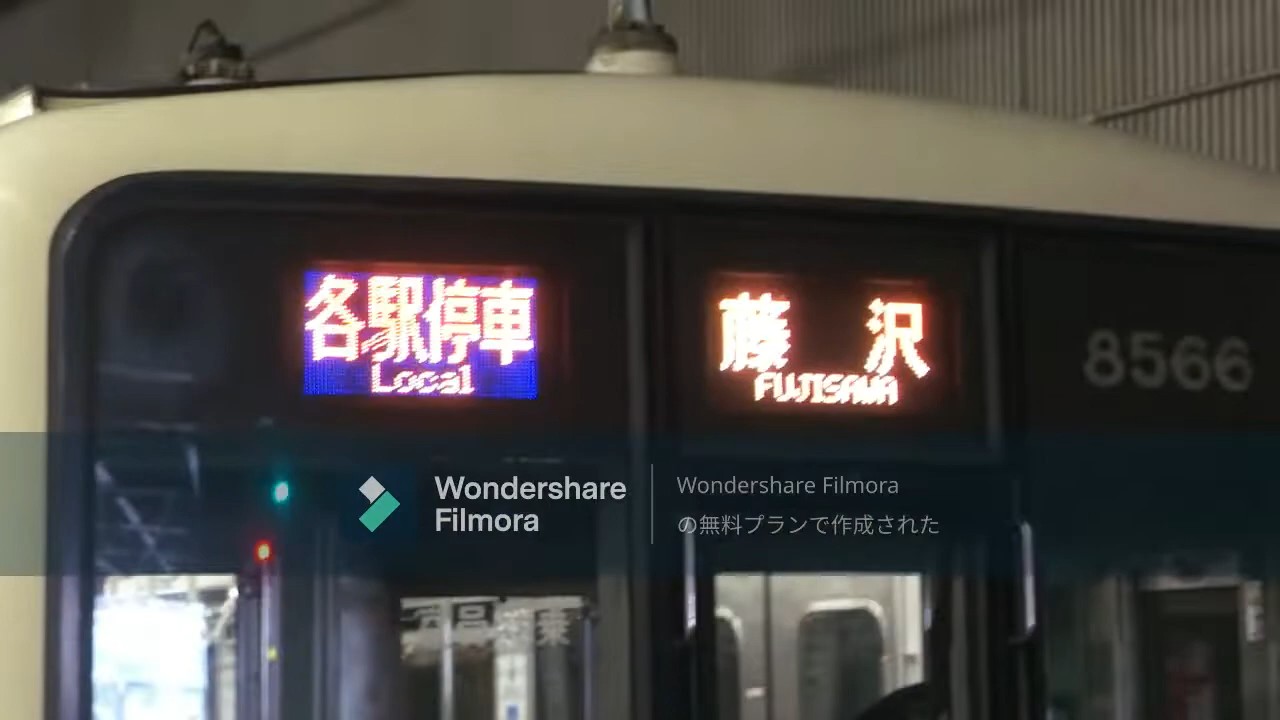 各駅停車
Local
藤沢
FUJISAWA
8566
Wondershare
Filmora
Wondershare Filmora
の無料プランで作成された